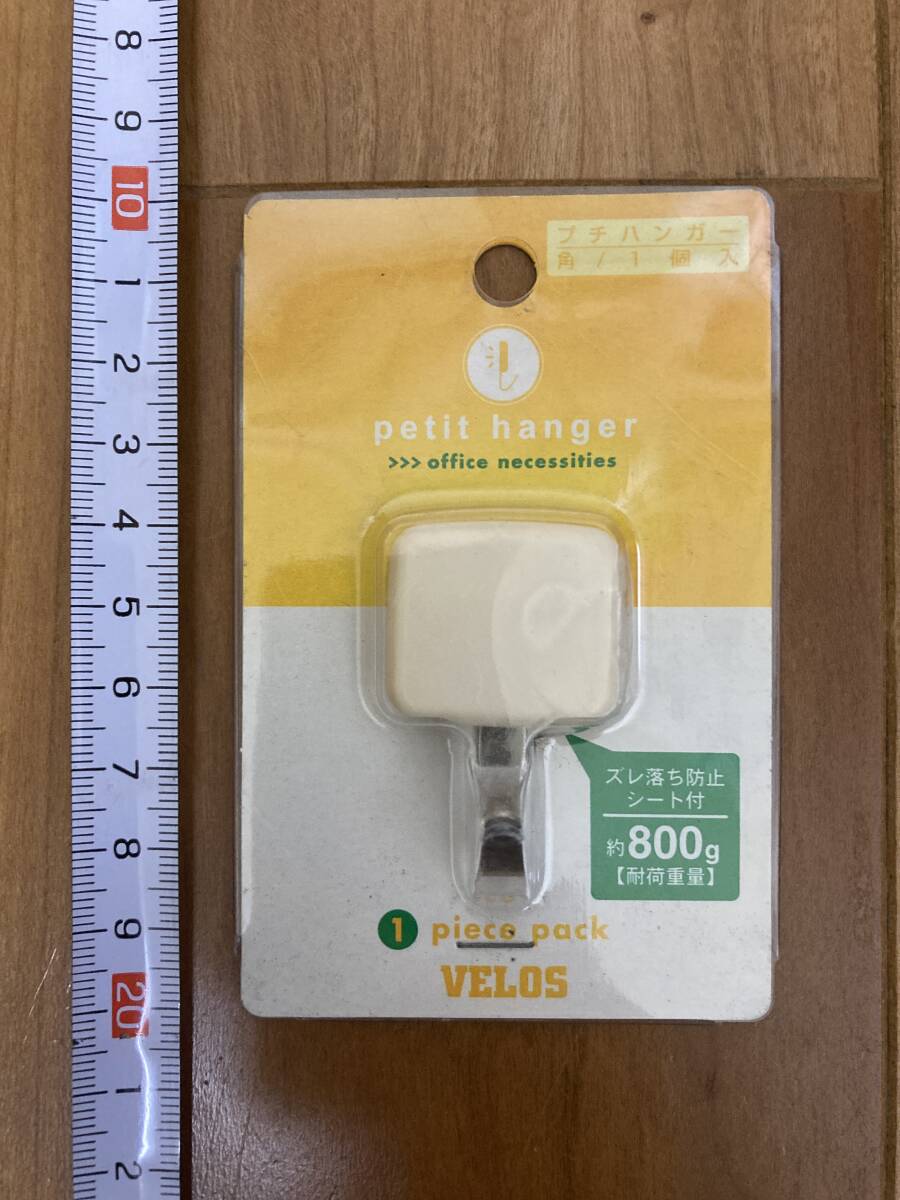 8
9
10
1
2
3
4
5
6
7
8
9
20
1
2
プチハンガー
角/1個入
petit hanger
>>> office necessities
ズレ落ち防止
シート付
約800g
【耐荷重量】
1 piece pack
VELOS